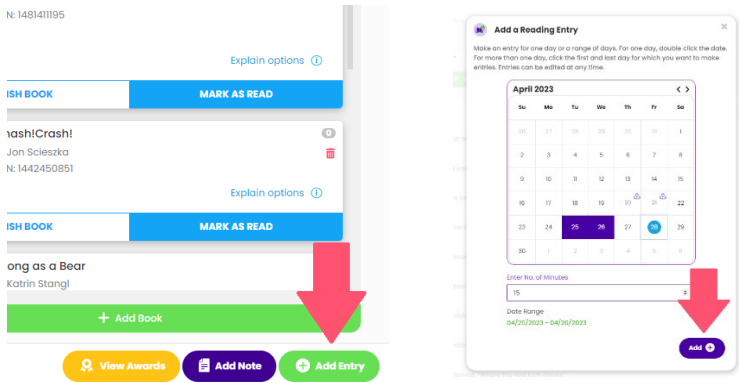 N: 1481411195
Explain options
ISH BOOK
MARK AS READ
nash!Crash!
0
Jon Scieszka
N: 1442450851
Explain options
ISH BOOK
MARK AS READ
ong as a Bear
Katrin Stangl
+ Add Book
View Awards
Add Note
Add Entry
Add a Reading Entry
Make an entry for one day or a range of days. For one day, double click the date.
For more than one day, click the first and last day for which you want to make
entries. Entries can be edited at any time.
April 2023
Su Mo Tu We Th Fr Sa
26 27 28 29 30 31 1
2 3 4 5 6 7 8
9 10 11 12 13 14 15
16 17 18 19 20 21 22
23 24 25 26 27 28 29
30 1 2 3 4 5 6
Enter No. of Minutes
15
Date Range
04/25/2023 - 04/26/2023
Add